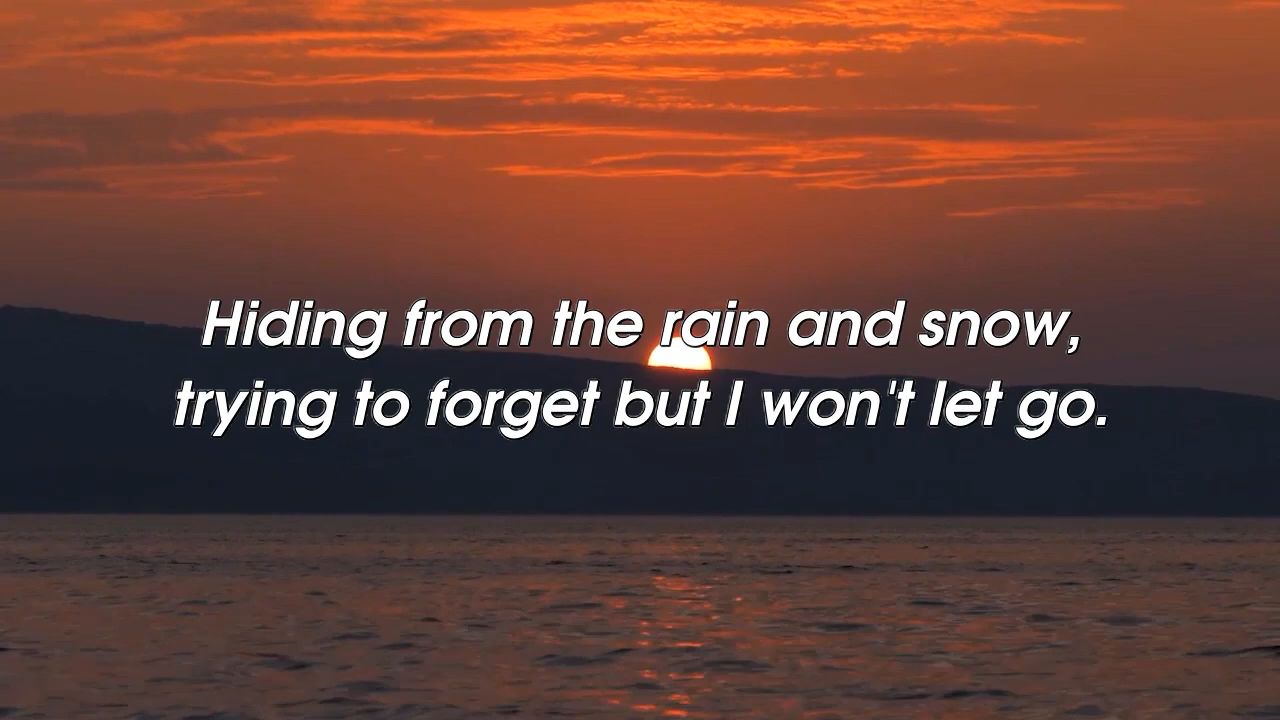 Hiding from the rain and snow,
trying to forget but I won't let go.